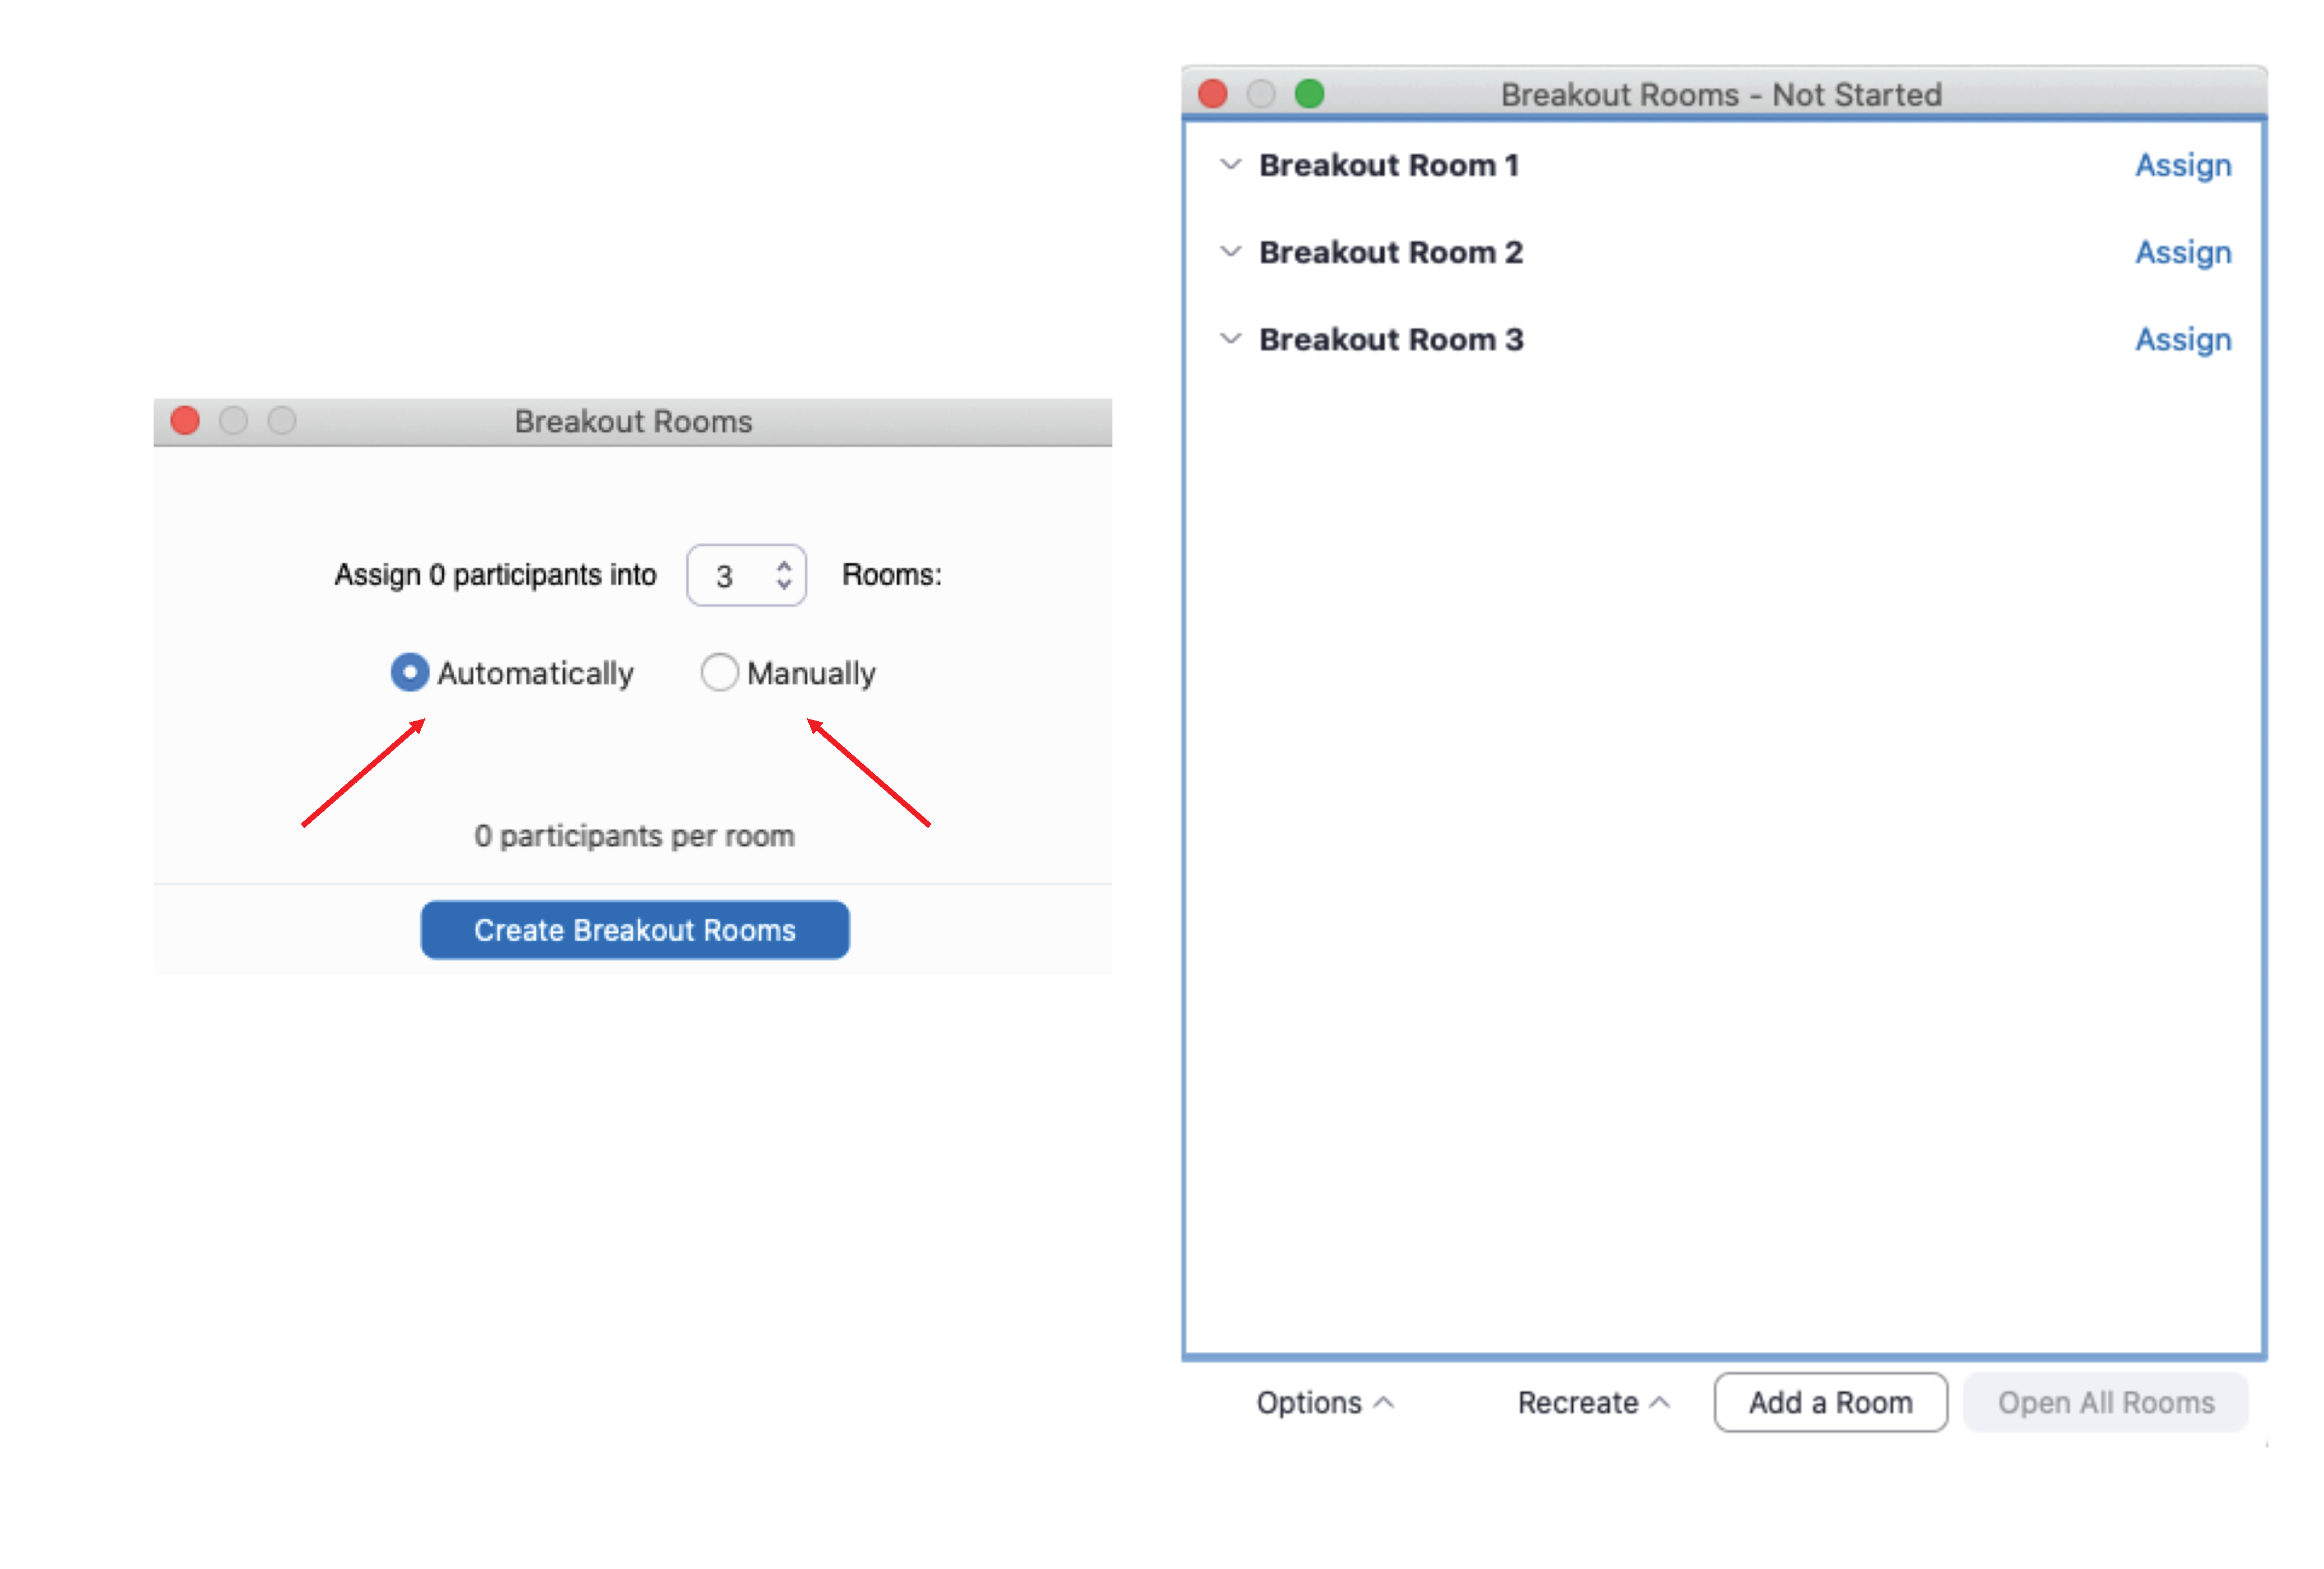 Breakout Rooms
Assign 0 participants into 3 Rooms:
Automatically Manually
0 participants per room
Create Breakout Rooms
Breakout Rooms - Not Started
Breakout Room 1 Assign
Breakout Room 2 Assign
Breakout Room 3 Assign
Options Recreate Add a Room Open All Rooms